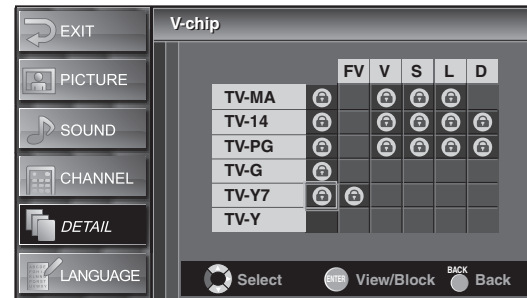 V-chip
EXIT
PICTURE
SOUND
CHANNEL
DETAIL
LANGUAGE
FV V S L D
TV-MA
TV-14
TV-PG
TV-G
TV-Y7
TV-Y
Select ENTER View/Block BACK Back